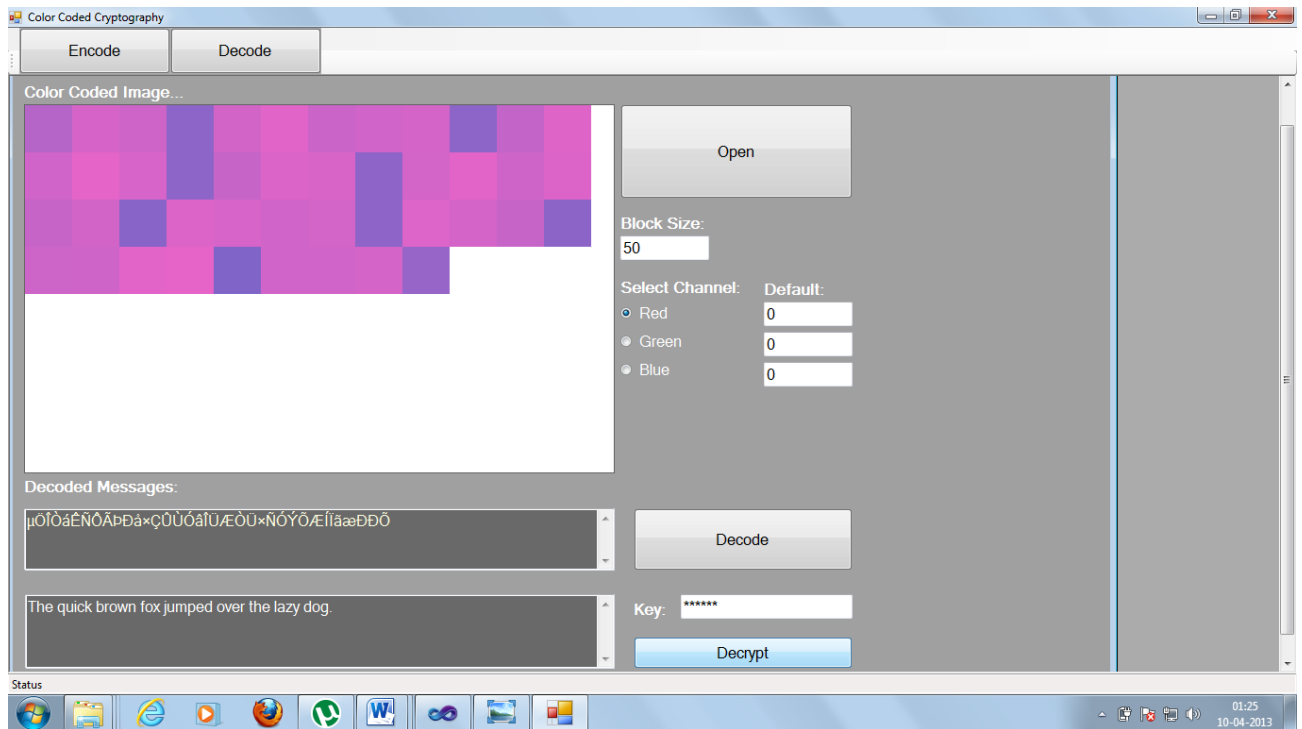 Color Coded Cryptography
Encode Decode
Color Coded Image...
Open
Block Size:
50
Select Channel: Default:
Red 0
Green 0
Blue 0
Decoded Messages:
µÖÎÒáÊÑÔÃÞÐå×ÇÛÙÓâÎÜÆÒÜ×ÑÓÝÕÆÍÏãæÐÐÕ
Decode
The quick brown fox jumped over the lazy dog.
Key: ******
Decrypt
Status
01:25
10-04-2013